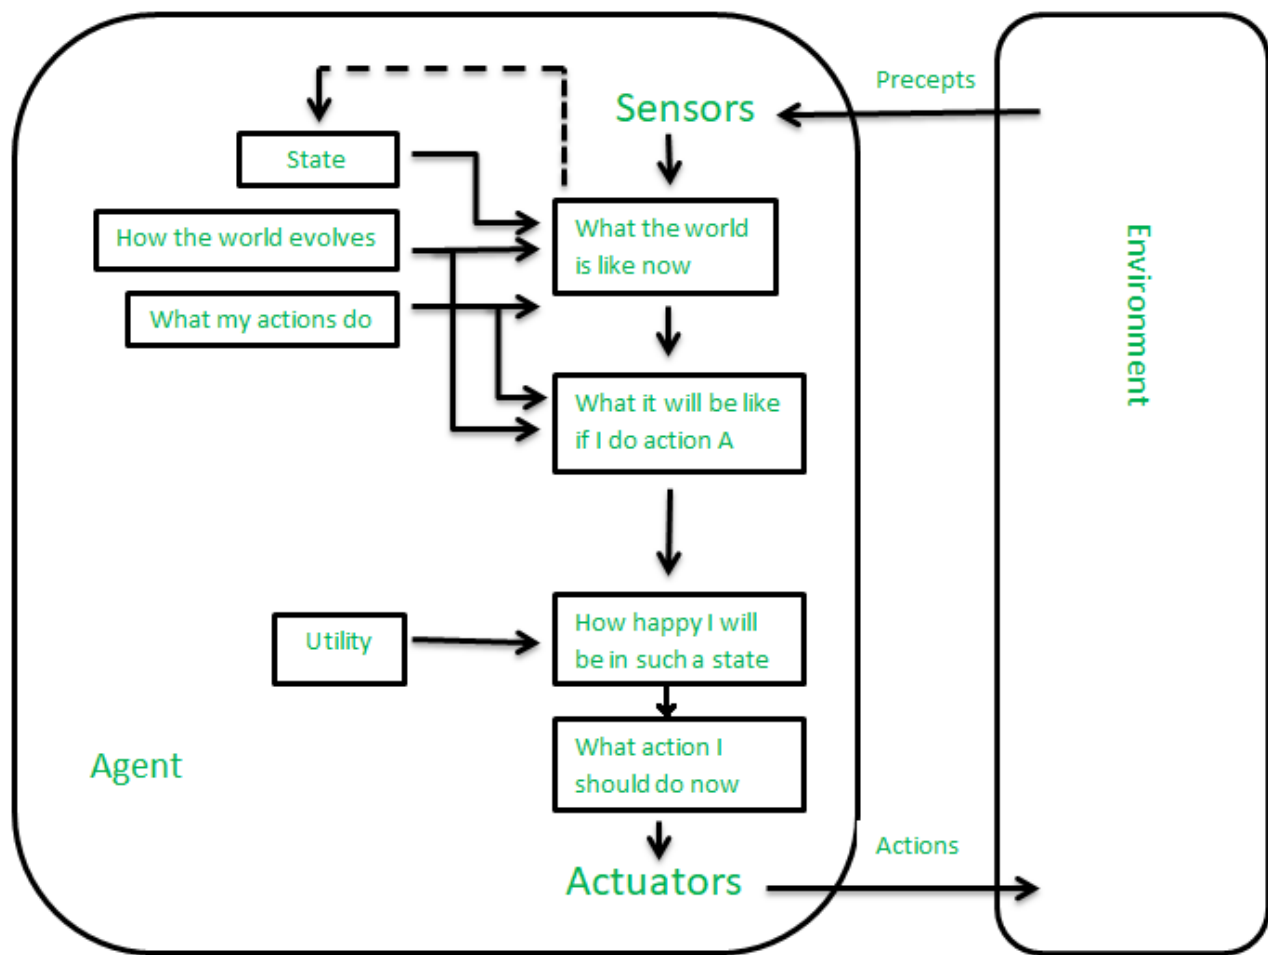 Precepts
Sensors
State
How the world evolves
What my actions do
What the world
is like now
Environment
What it will be like
if I do action A
Utility
How happy I will
be in such a state
What action I
should do now
Agent
Actions
Actuators